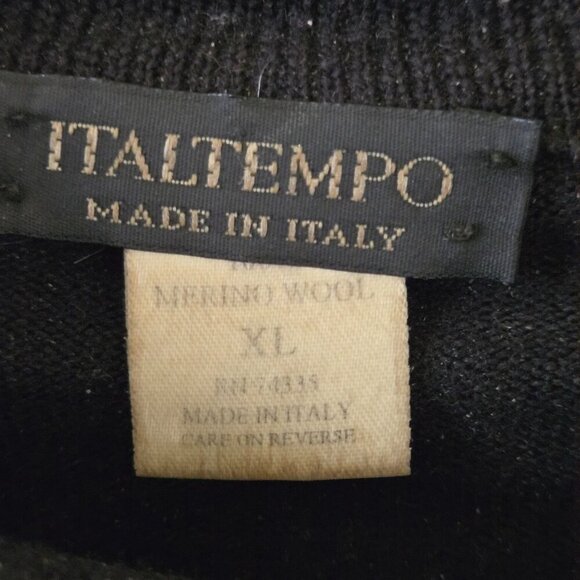 ITALTEMPO
MADE IN ITALY
MERINO WOOL
XL
RN 74335
MADE IN ITALY
CARE ON REVERSE